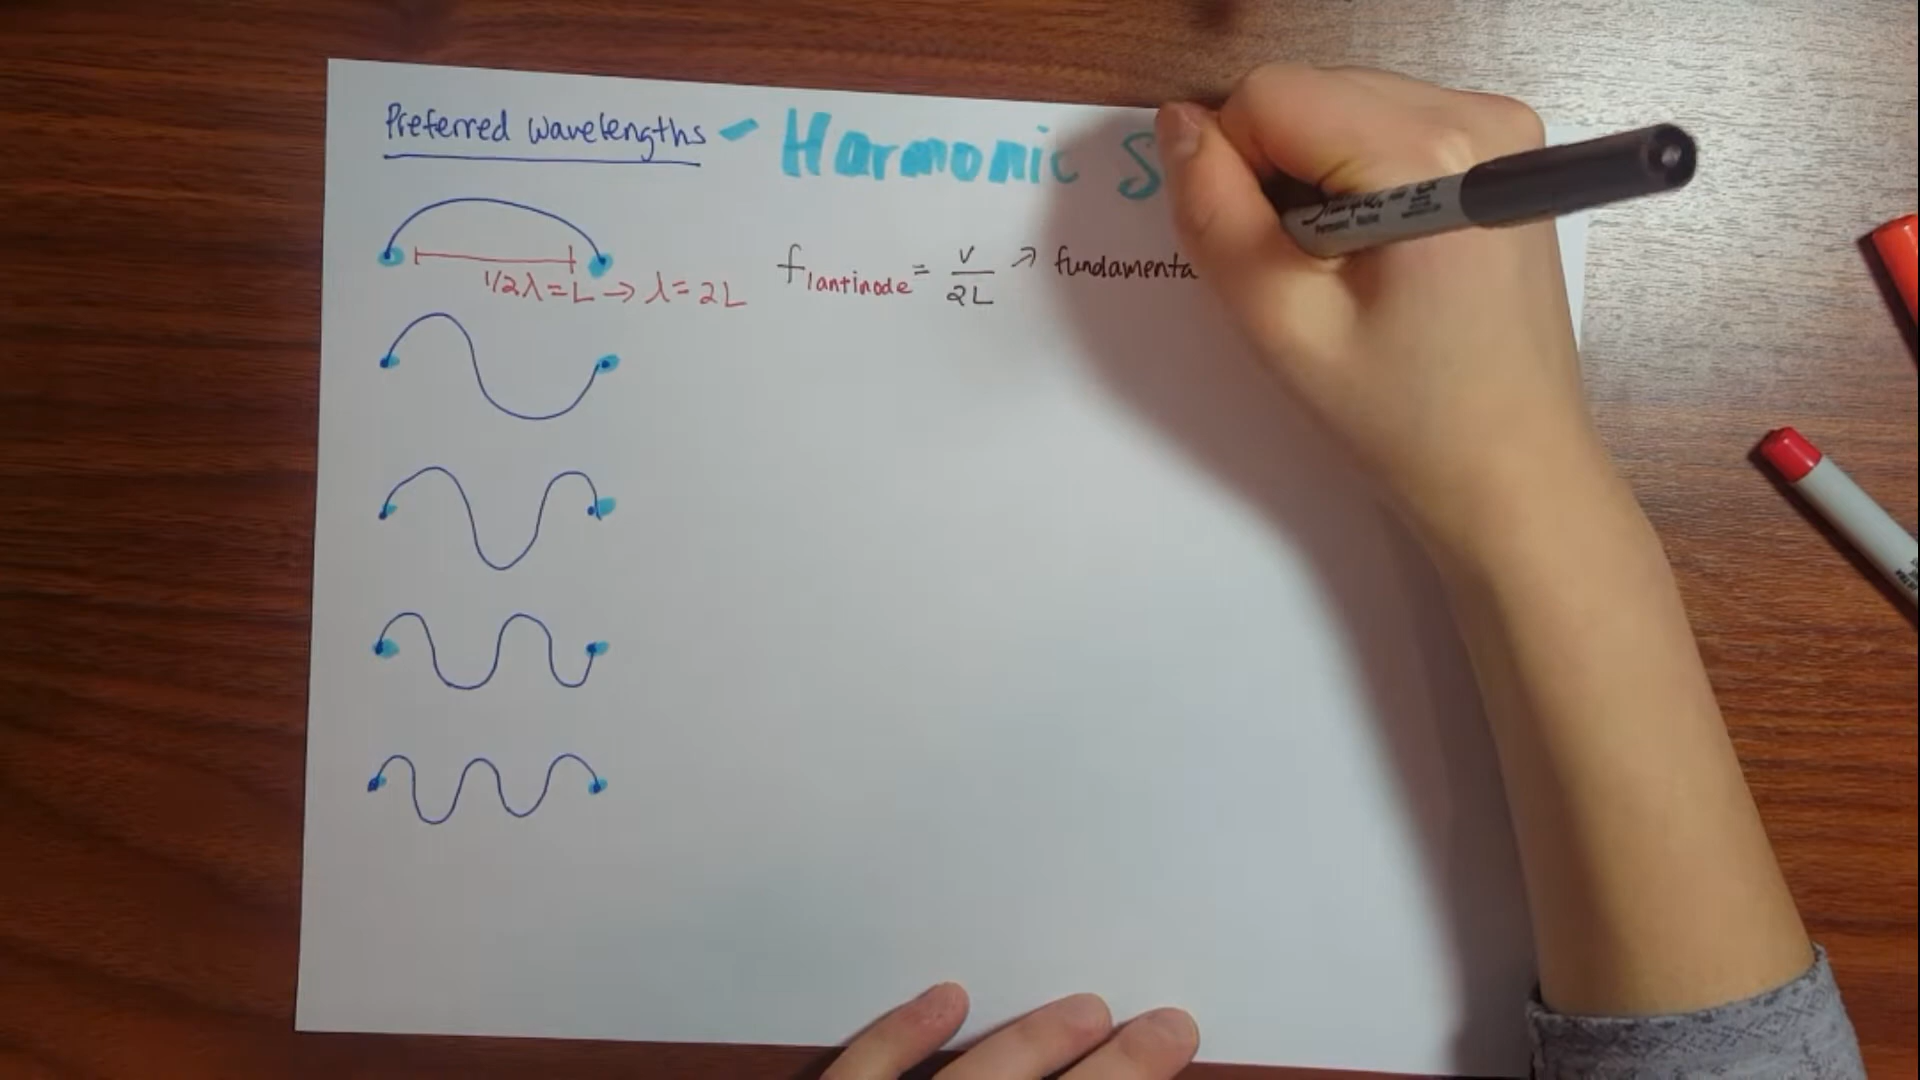 Preferred wavelengths - Harmonic S
f1antinode = v/2L → fundamenta
1/2λ=L → λ=2L